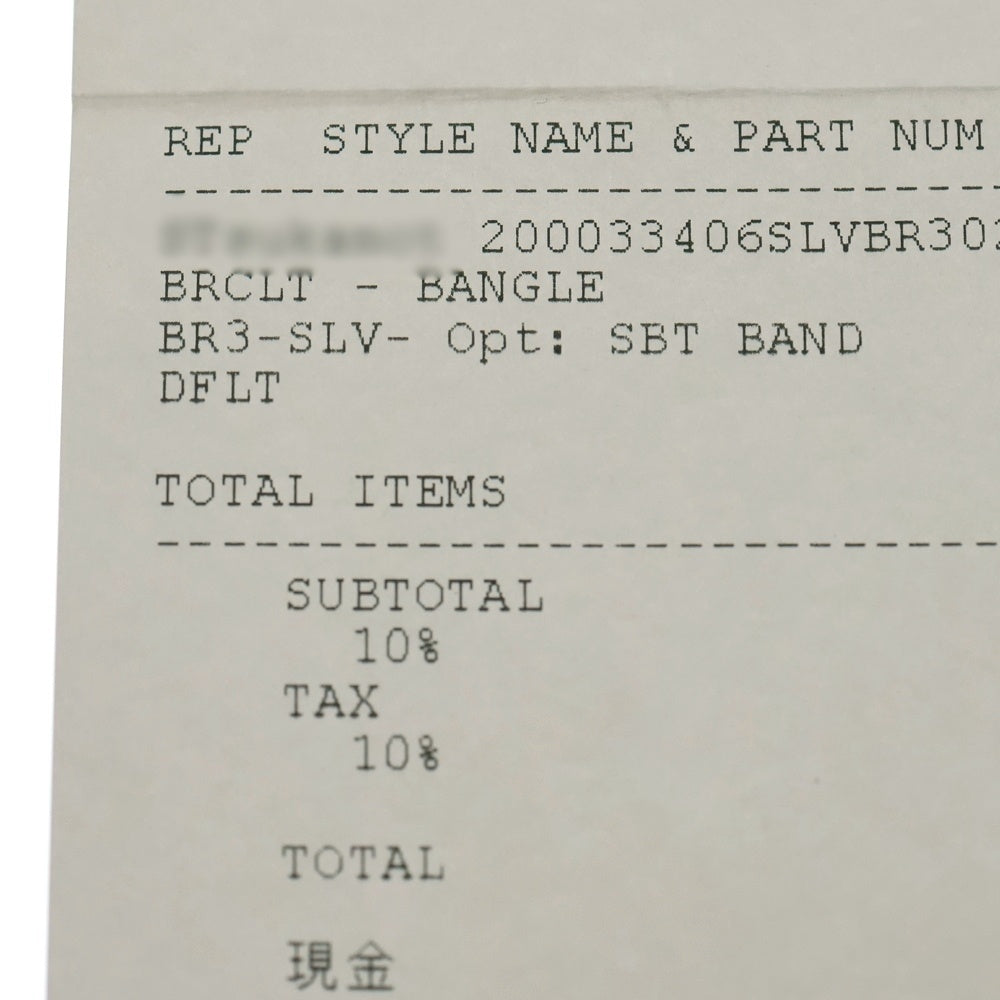 REP STYLE NAME & PART NUM
200033406SLVBR302
BRCLT - BANGLE
BR3-SLV- Opt: SBT BAND
DFLT
TOTAL ITEMS
SUBTOTAL
10%
TAX
10%
TOTAL
現金